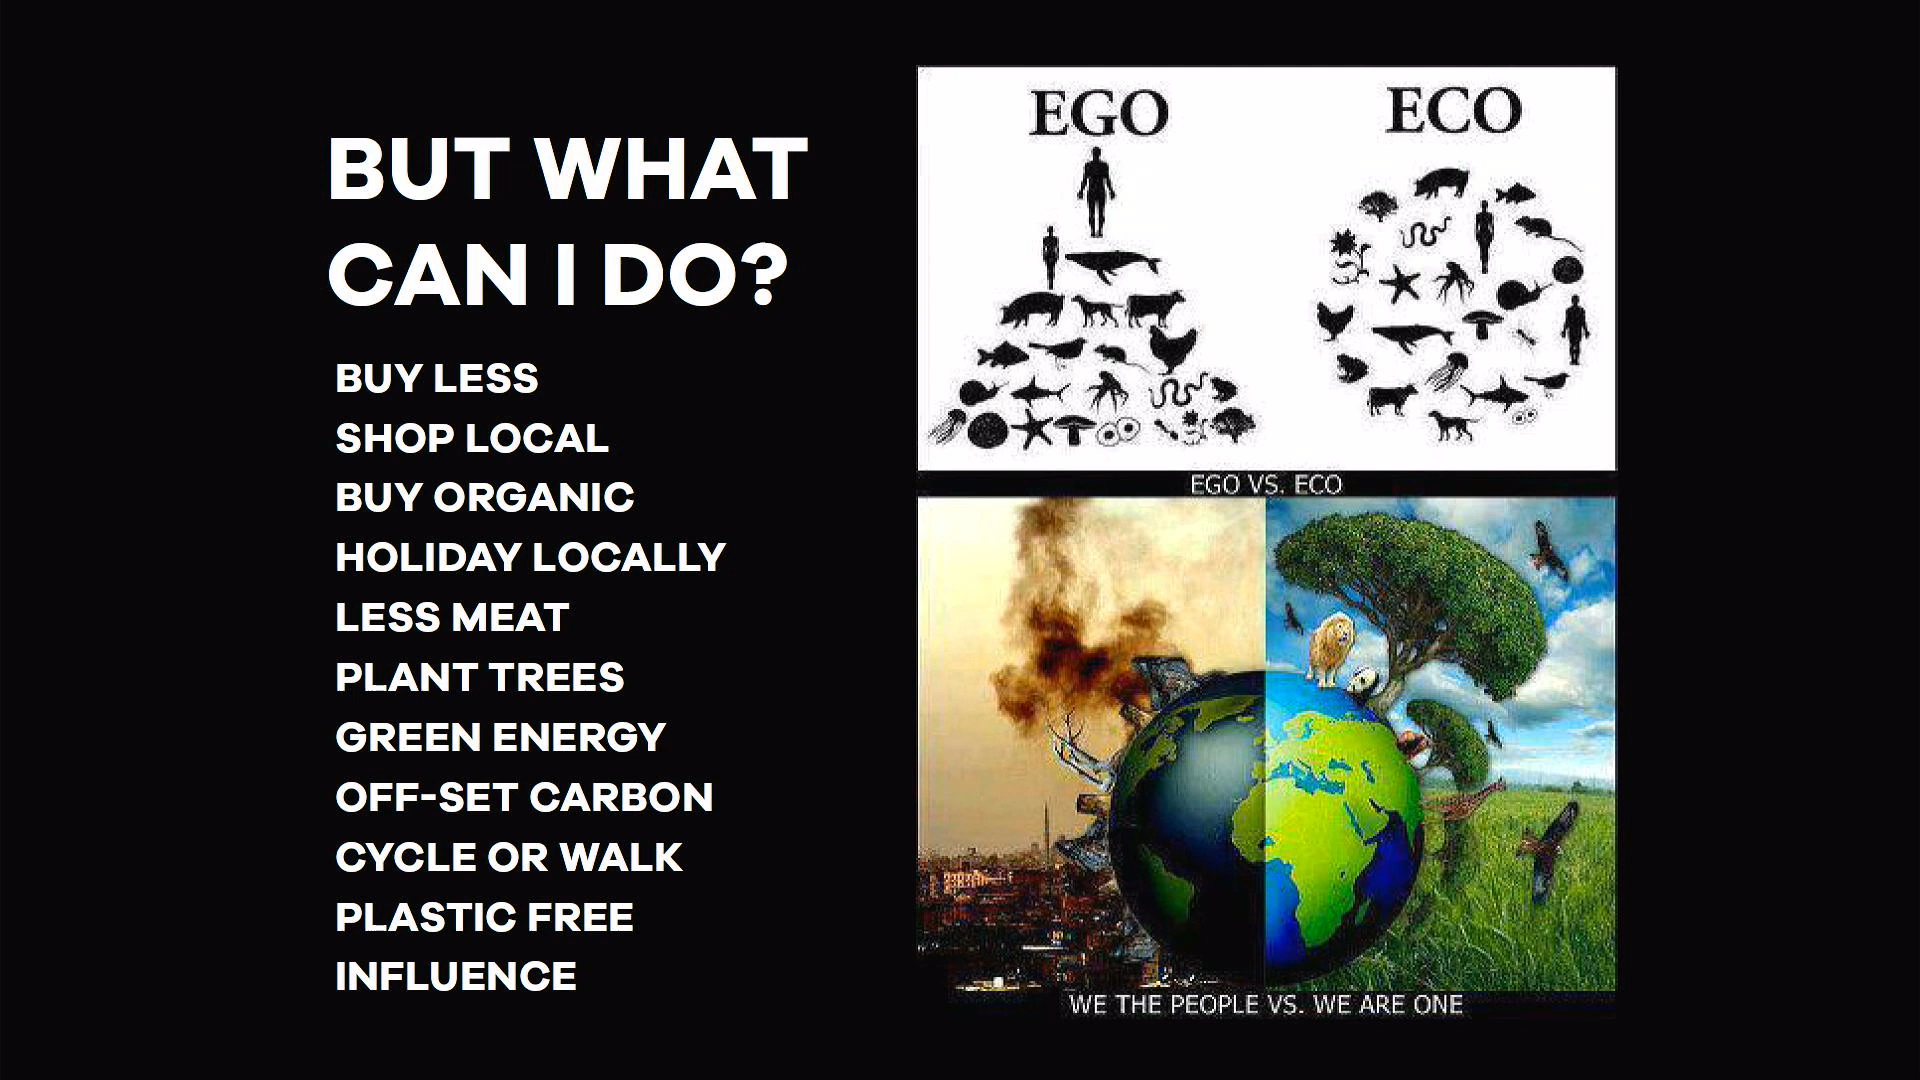 BUT WHAT
CAN I DO?
BUY LESS
SHOP LOCAL
BUY ORGANIC
HOLIDAY LOCALLY
LESS MEAT
PLANT TREES
GREEN ENERGY
OFF-SET CARBON
CYCLE OR WALK
PLASTIC FREE
INFLUENCE
EGO
ECO
EGO VS. ECO
WE THE PEOPLE VS. WE ARE ONE